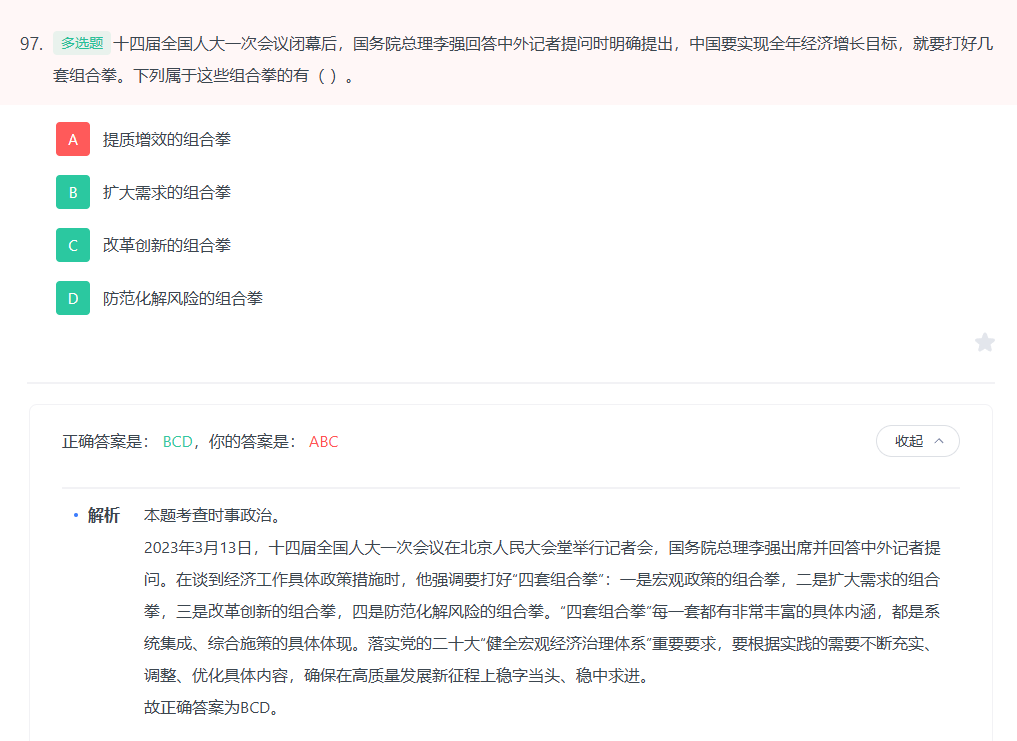 97. 多选题 十四届全国人大一次会议闭幕后，国务院总理李强回答中外记者提问时明确提出，中国要实现全年经济增长目标，就要打好几
套组合拳。下列属于这些组合拳的有（ ）。
A 提质增效的组合拳
B 扩大需求的组合拳
C 改革创新的组合拳
D 防范化解风险的组合拳
正确答案是： BCD，你的答案是： ABC
收起
解析 本题考查时事政治。
2023年3月13日，十四届全国人大一次会议在北京人民大会堂举行记者会，国务院总理李强出席并回答中外记者提
问。在谈到经济工作具体政策措施时，他强调要打好“四套组合拳”：一是宏观政策的组合拳，二是扩大需求的组合
拳，三是改革创新的组合拳，四是防范化解风险的组合拳。“四套组合拳”每一套都有非常丰富的具体内涵，都是系
统集成、综合施策的具体体现。落实党的二十大“健全宏观经济治理体系”重要要求，要根据实践的需要不断充实、
调整、优化具体内容，确保在高质量发展新征程上稳字当头、稳中求进。
故正确答案为BCD。